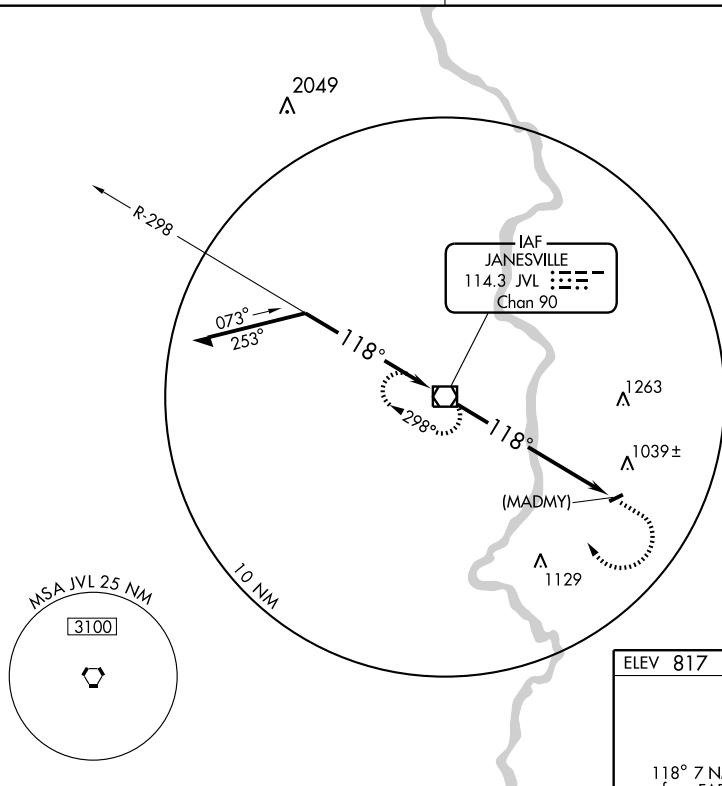 2049
R-298
IAF
JANESVILLE
114.3 JVL
Chan 90
073°
253°
118°
298°
118°
1263
1039±
(MADMY)
1129
10 NM
MSA JVL 25 NM
3100
ELEV 817
118° 7 N